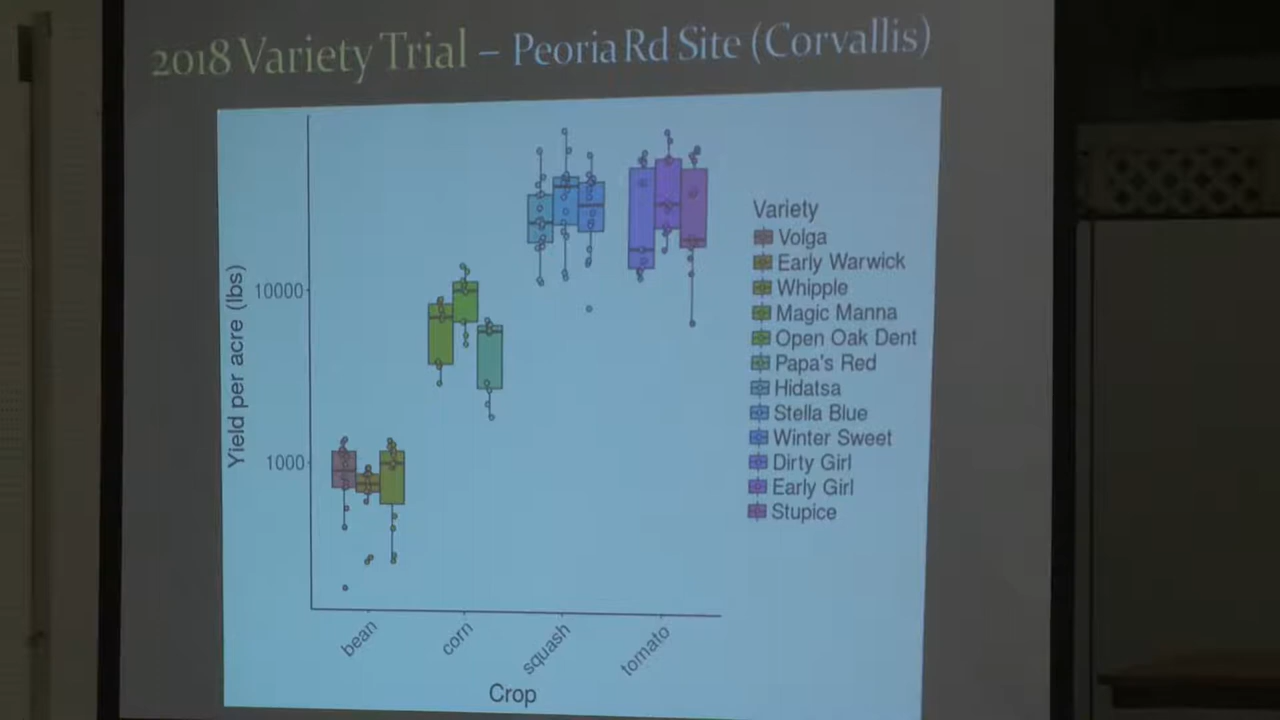 2018 Variety Trial – Peoria Rd Site (Corvallis)
Yield per acre (lbs)
10000
1000
bean
corn
squash
tomato
Crop
Variety
Volga
Early Warwick
Whipple
Magic Manna
Open Oak Dent
Papa's Red
Hidatsa
Stella Blue
Winter Sweet
Dirty Girl
Early Girl
Stupice